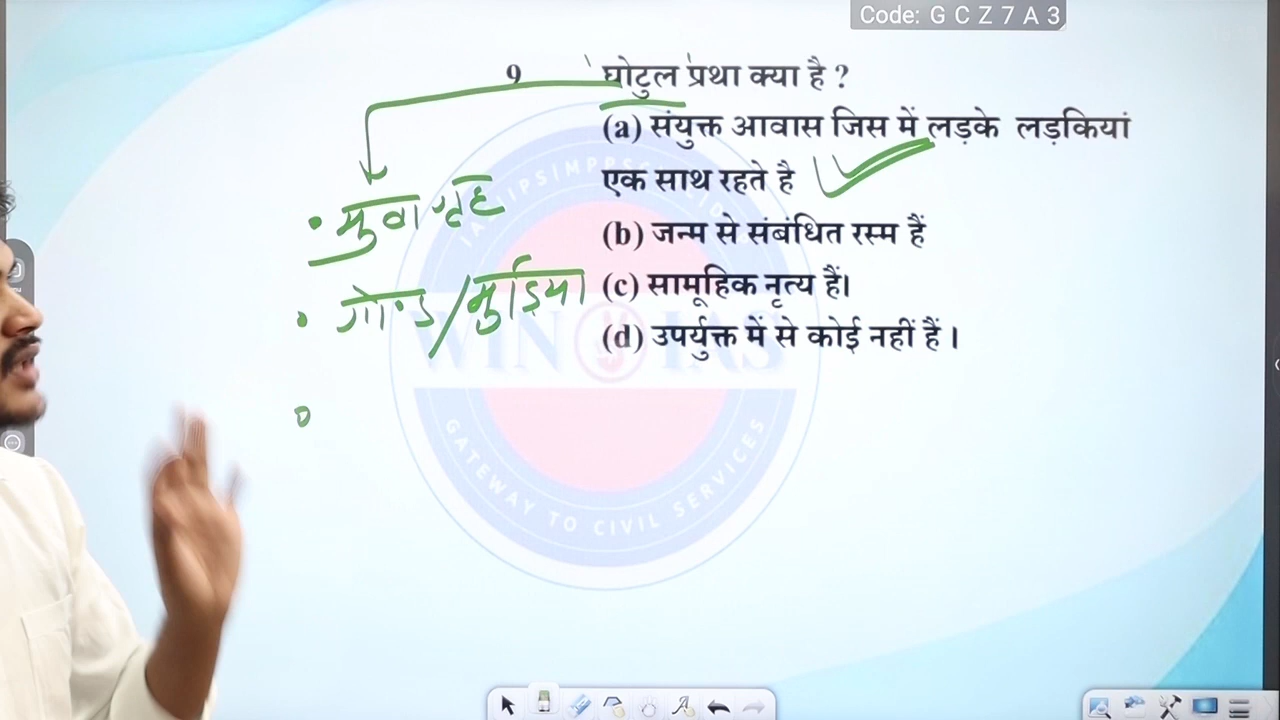 Code: G C Z 7 A 3
9 घोटुल प्रथा क्या है ?
(a) संयुक्त आवास जिस में लड़के लड़कियां
एक साथ रहते है
(b) जन्म से संबंधित रस्म हैं
(c) सामूहिक नृत्य हैं।
(d) उपर्युक्त में से कोई नहीं हैं ।
• युवा गृह
• गोण्ड/मुड़िया
WIN IAS
GATEWAY TO CIVIL SERVICES